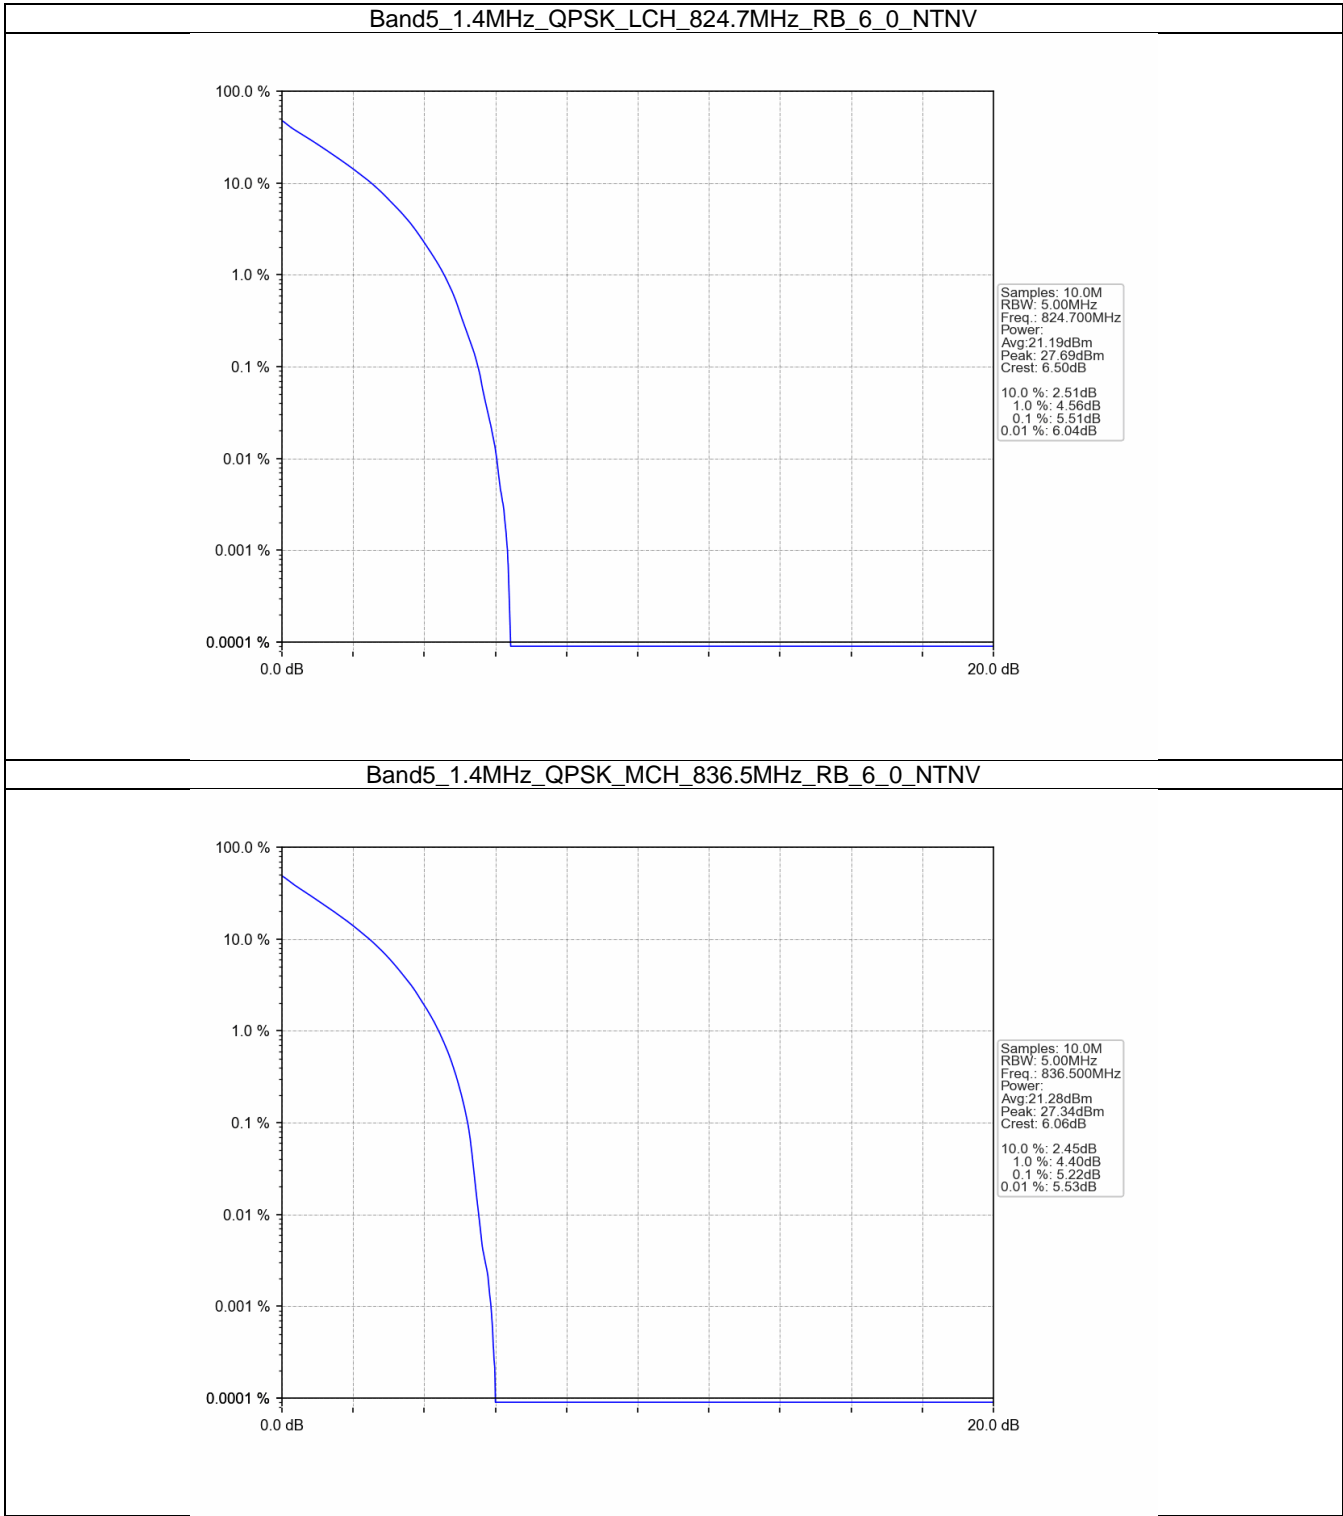 Band5_1.4MHz_QPSK_LCH_824.7MHz_RB_6_0_NTNV
100.0 %
10.0 %
1.0 %
0.1 %
0.01 %
0.001 %
0.0001 %
0.0 dB
20.0 dB
Samples: 10.0M
RBW: 5.00MHz
Freq.: 824.700MHz
Power:
Avg:21.19dBm
Peak: 27.69dBm
Crest: 6.50dB
10.0 %: 2.51dB
1.0 %: 4.56dB
0.1 %: 5.51dB
0.01 %: 6.04dB
Band5_1.4MHz_QPSK_MCH_836.5MHz_RB_6_0_NTNV
100.0 %
10.0 %
1.0 %
0.1 %
0.01 %
0.001 %
0.0001 %
0.0 dB
20.0 dB
Samples: 10.0M
RBW: 5.00MHz
Freq.: 836.500MHz
Power:
Avg:21.28dBm
Peak: 27.34dBm
Crest: 6.06dB
10.0 %: 2.45dB
1.0 %: 4.40dB
0.1 %: 5.22dB
0.01 %: 5.53dB